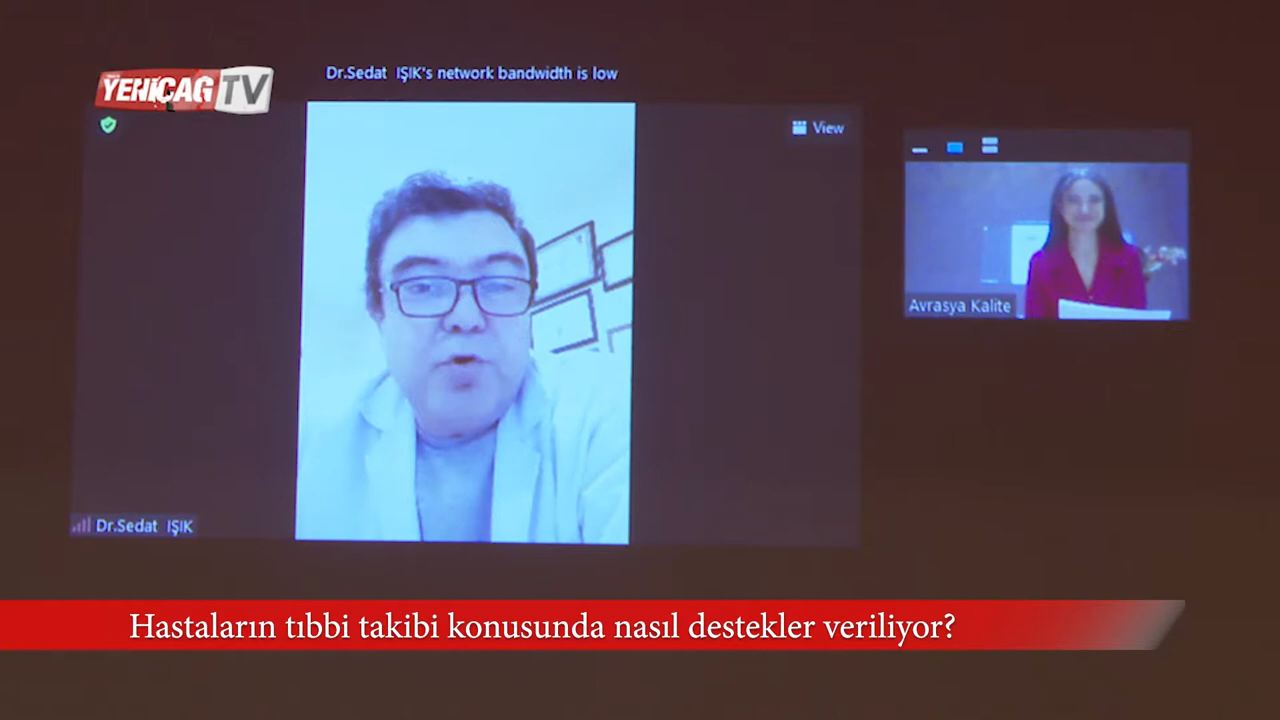 YENİÇAĞ TV
Dr.Sedat IŞIK's network bandwidth is low
View
Avrasya Kalite
Dr.Sedat IŞIK
Hastaların tıbbi takibi konusunda nasıl destekler veriliyor?